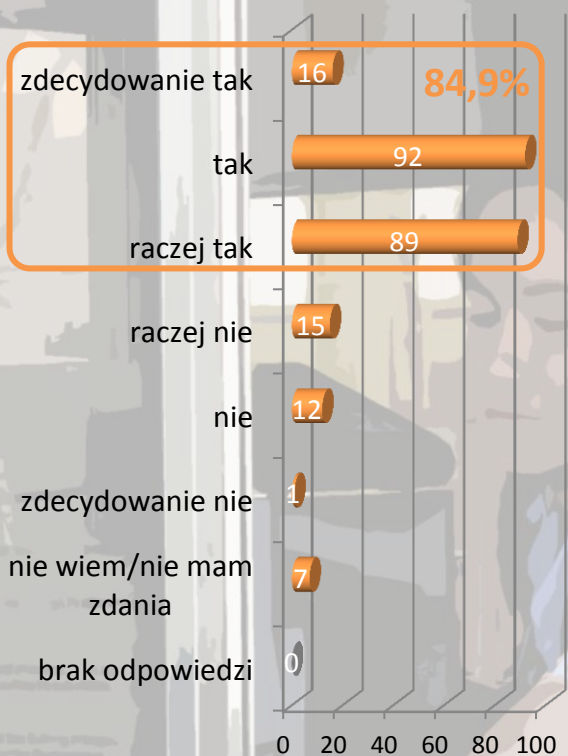 zdecydowanie tak
16
84,9%
tak
92
raczej tak
89
raczej nie
15
nie
12
zdecydowanie nie
1
nie wiem/nie mam
zdania
7
brak odpowiedzi
0
0 20 40 60 80 100